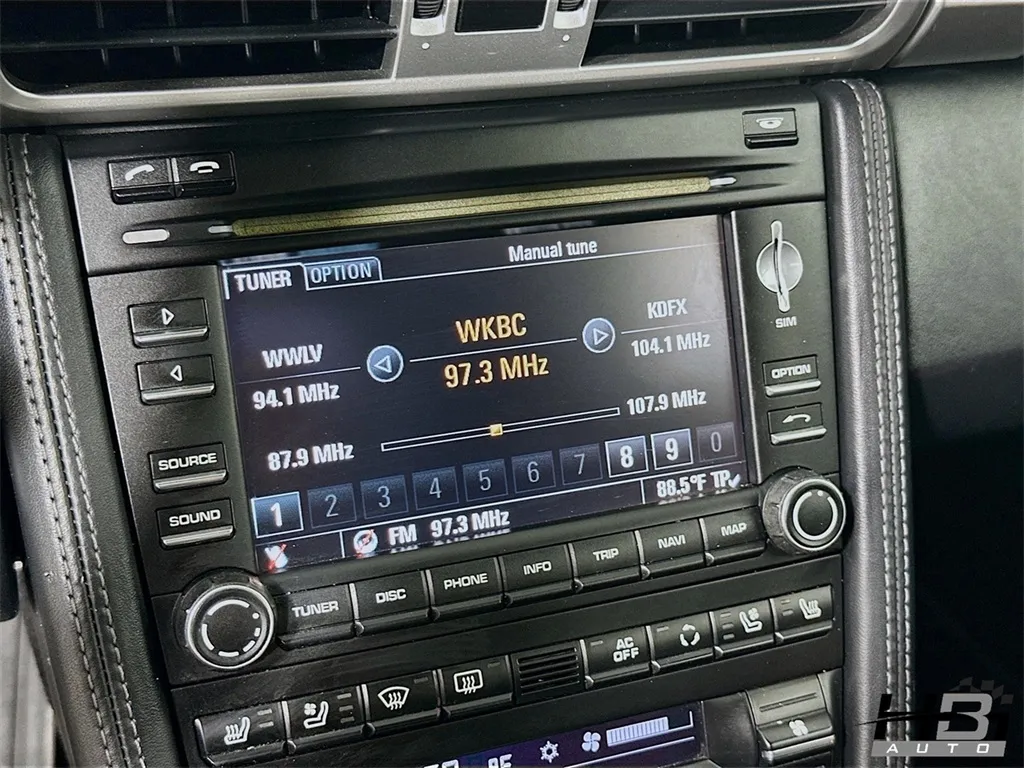 Manual tune
TUNER OPTION
WKBC
KDFX
WWLV
104.1 MHz
97.3 MHz
94.1 MHz
107.9 MHz
87.9 MHz
1 2 3 4 5 6 7 8 9 0
88.5°F TP
FM 97.3 MHz
SIM
OPTION
SOURCE
SOUND
TUNER DISC PHONE INFO TRIP NAVI MAP
AC
OFF
HB
AUTO